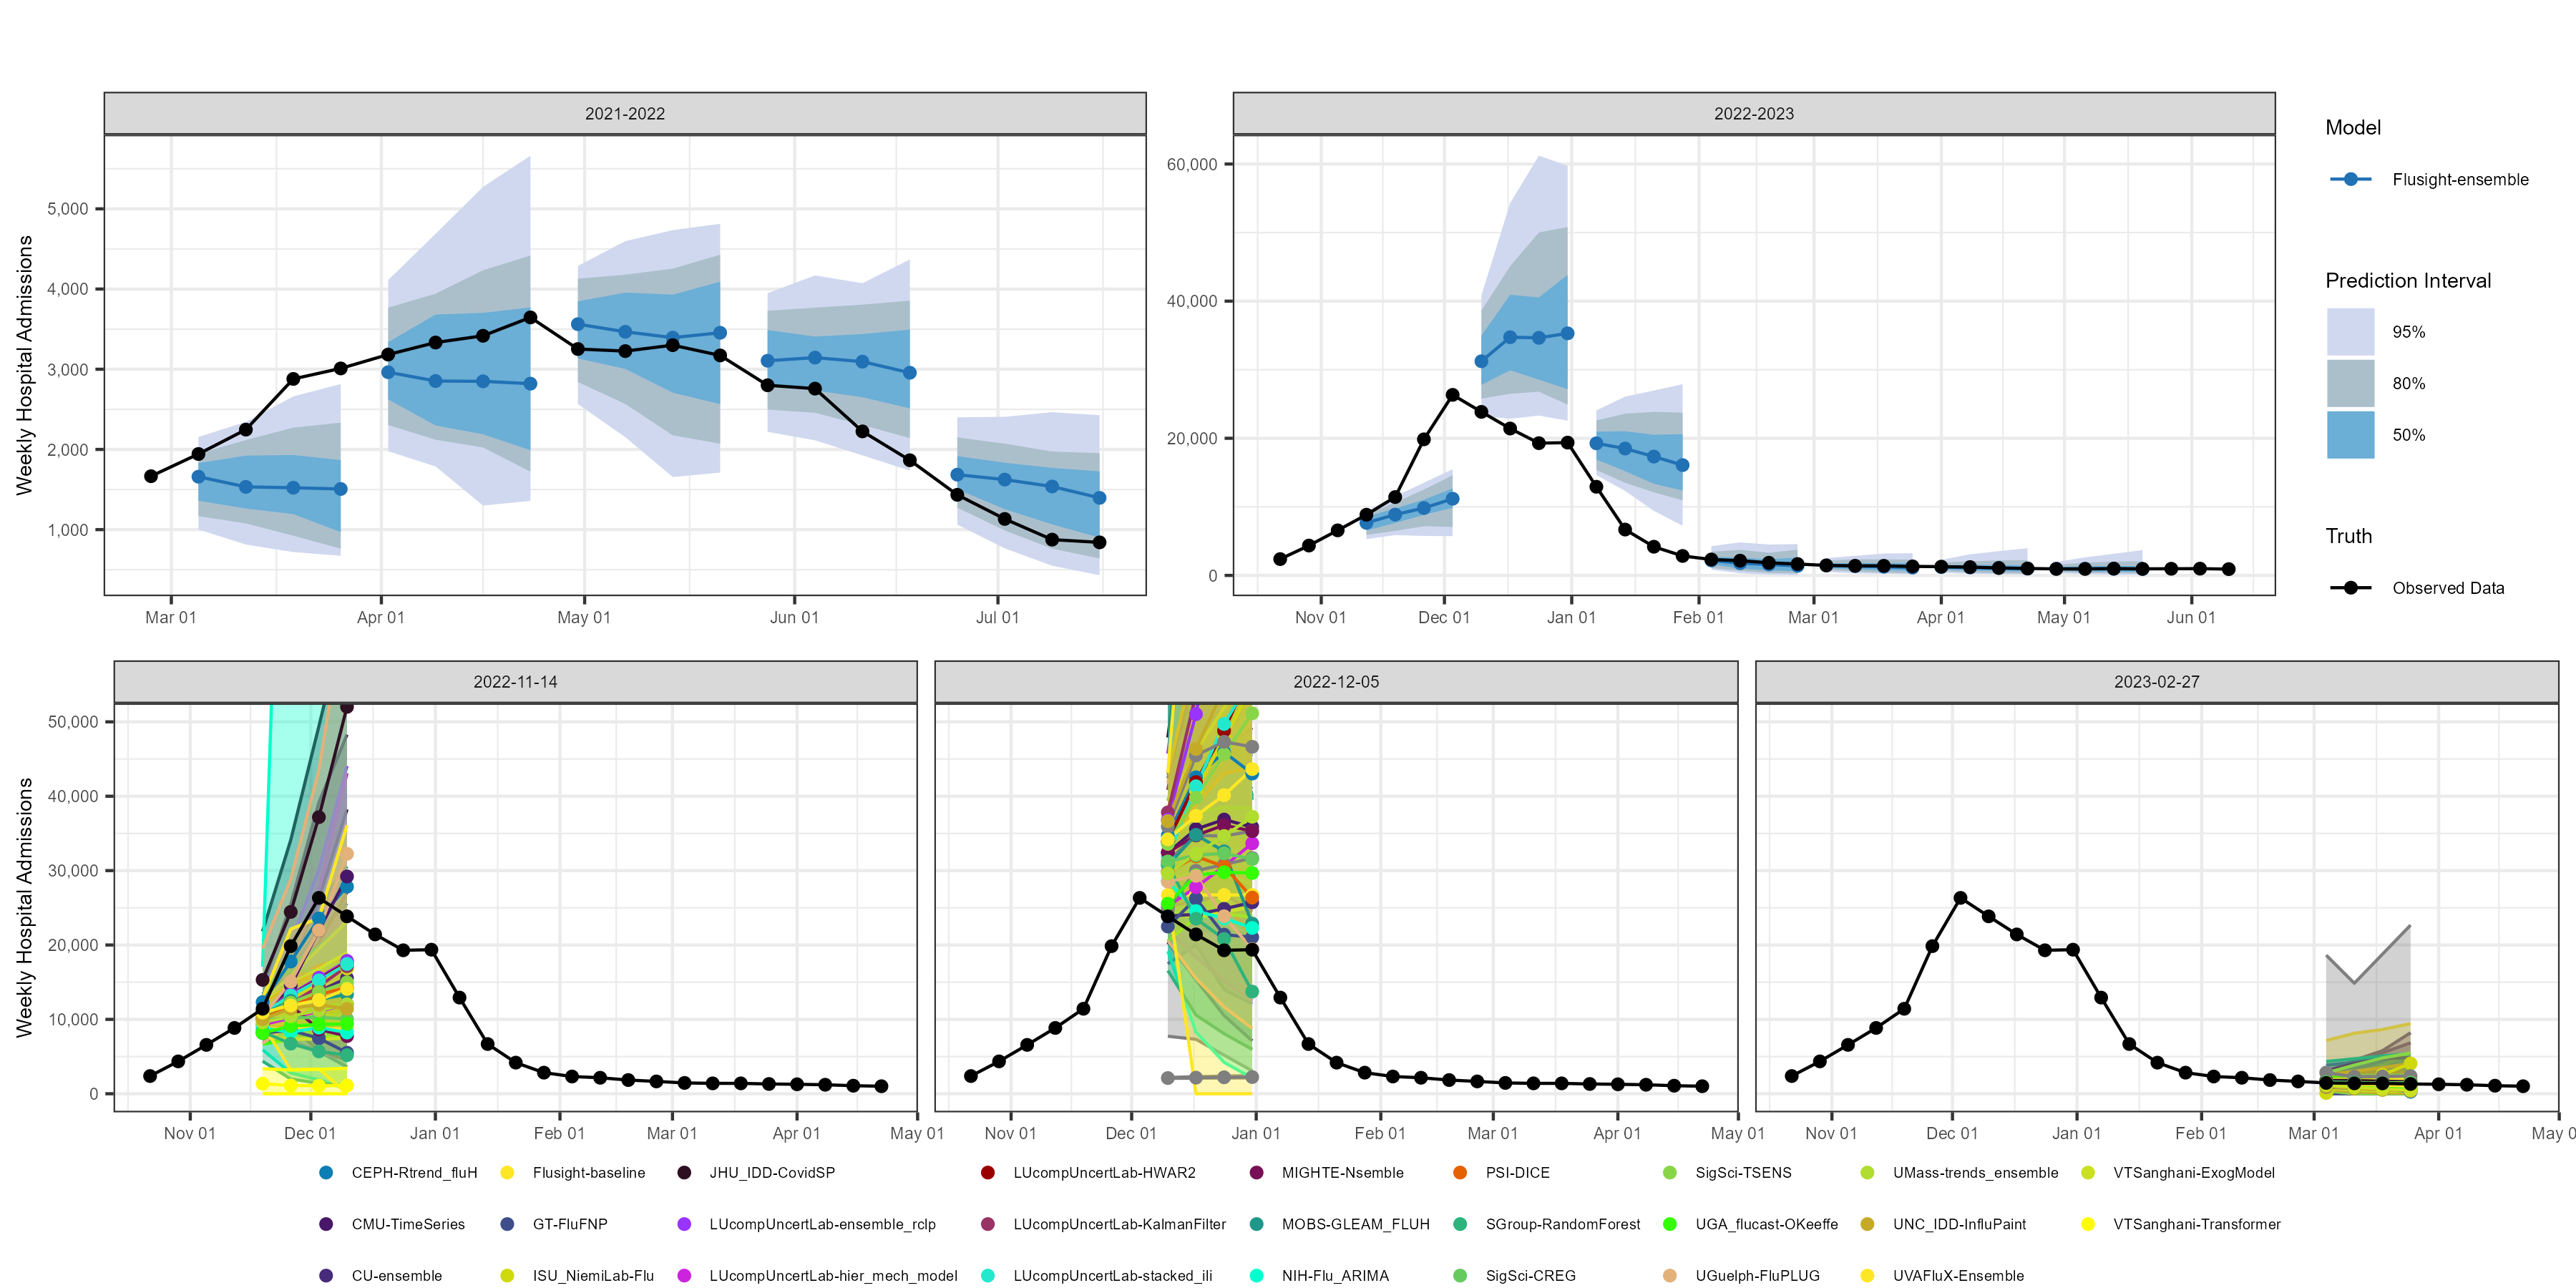 2021-2022
2022-2023
Weekly Hospital Admissions
5,000
4,000
3,000
2,000
1,000
Mar 01 Apr 01 May 01 Jun 01 Jul 01
60,000
40,000
20,000
0
Nov 01 Dec 01 Jan 01 Feb 01 Mar 01 Apr 01 May 01 Jun 01
Model
Flusight-ensemble
Prediction Interval
95%
80%
50%
Truth
Observed Data
2022-11-14
2022-12-05
2023-02-27
Weekly Hospital Admissions
50,000
40,000
30,000
20,000
10,000
0
Nov 01 Dec 01 Jan 01 Feb 01 Mar 01 Apr 01 May 01
Nov 01 Dec 01 Jan 01 Feb 01 Mar 01 Apr 01 May 01
Nov 01 Dec 01 Jan 01 Feb 01 Mar 01 Apr 01 May 0
CEPH-Rtrend_fluH Flusight-baseline JHU_IDD-CovidSP LUcompUncertLab-HWAR2 MIGHTE-Nsemble PSI-DICE SigSci-TSENS UMass-trends_ensemble VTSanghani-ExogModel
CMU-TimeSeries GT-FluFNP LUcompUncertLab-ensemble_rclp LUcompUncertLab-KalmanFilter MOBS-GLEAM_FLUH SGroup-RandomForest UGA_flucast-OKeeffe UNC_IDD-InfluPaint VTSanghani-Transformer
CU-ensemble ISU_NiemiLab-Flu LUcompUncertLab-hier_mech_model LUcompUncertLab-stacked_ili NIH-Flu_ARIMA SigSci-CREG UGuelph-FluPLUG UVAFluX-Ensemble